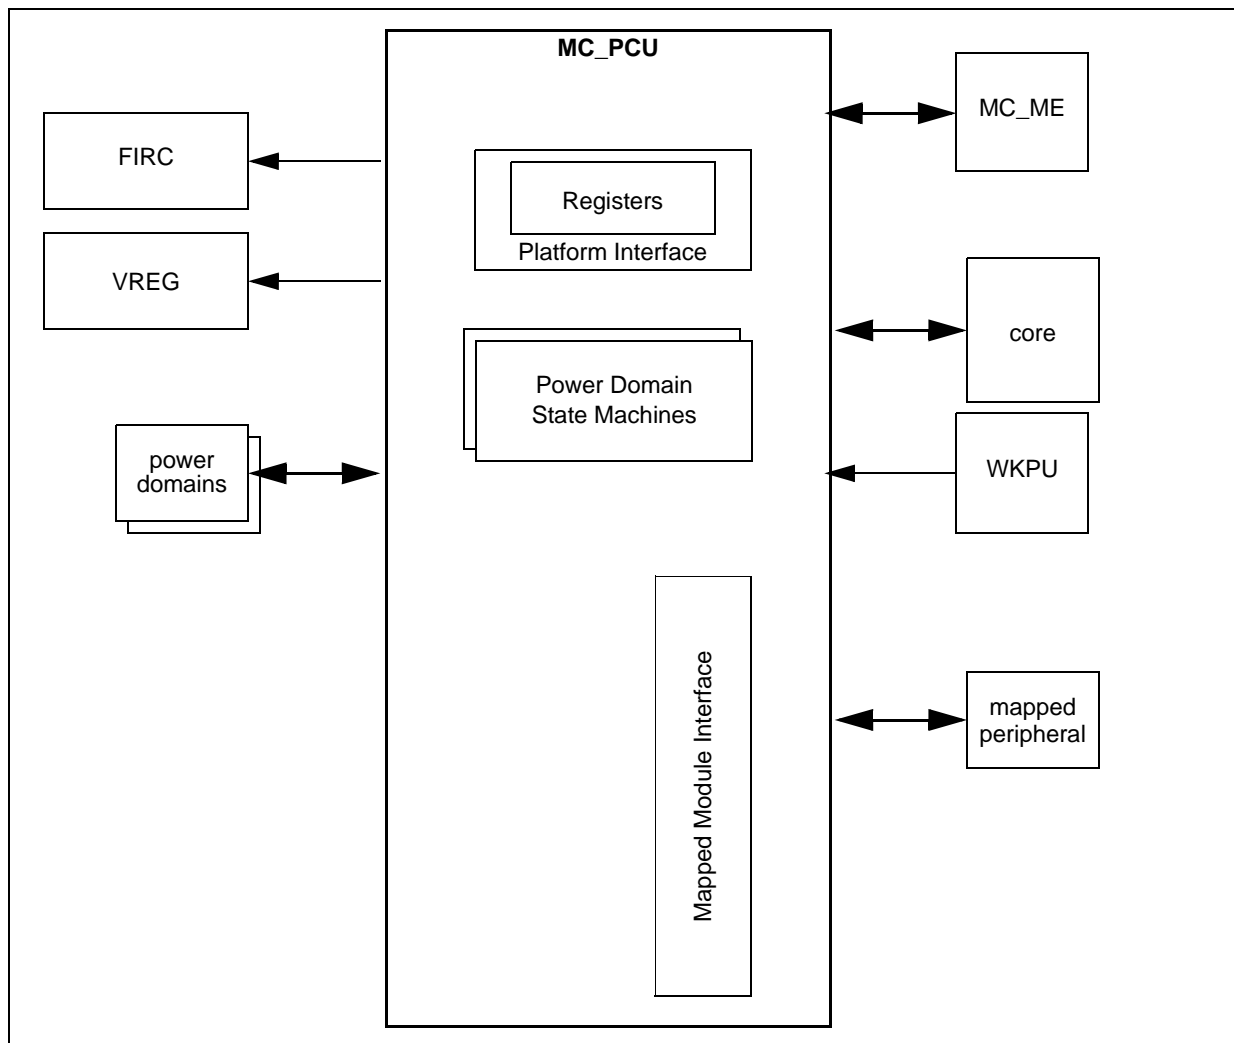 MC_PCU
FIRC
VREG
power
domains
Registers
Platform Interface
Power Domain
State Machines
Mapped Module Interface
MC_ME
core
WKPU
mapped
peripheral